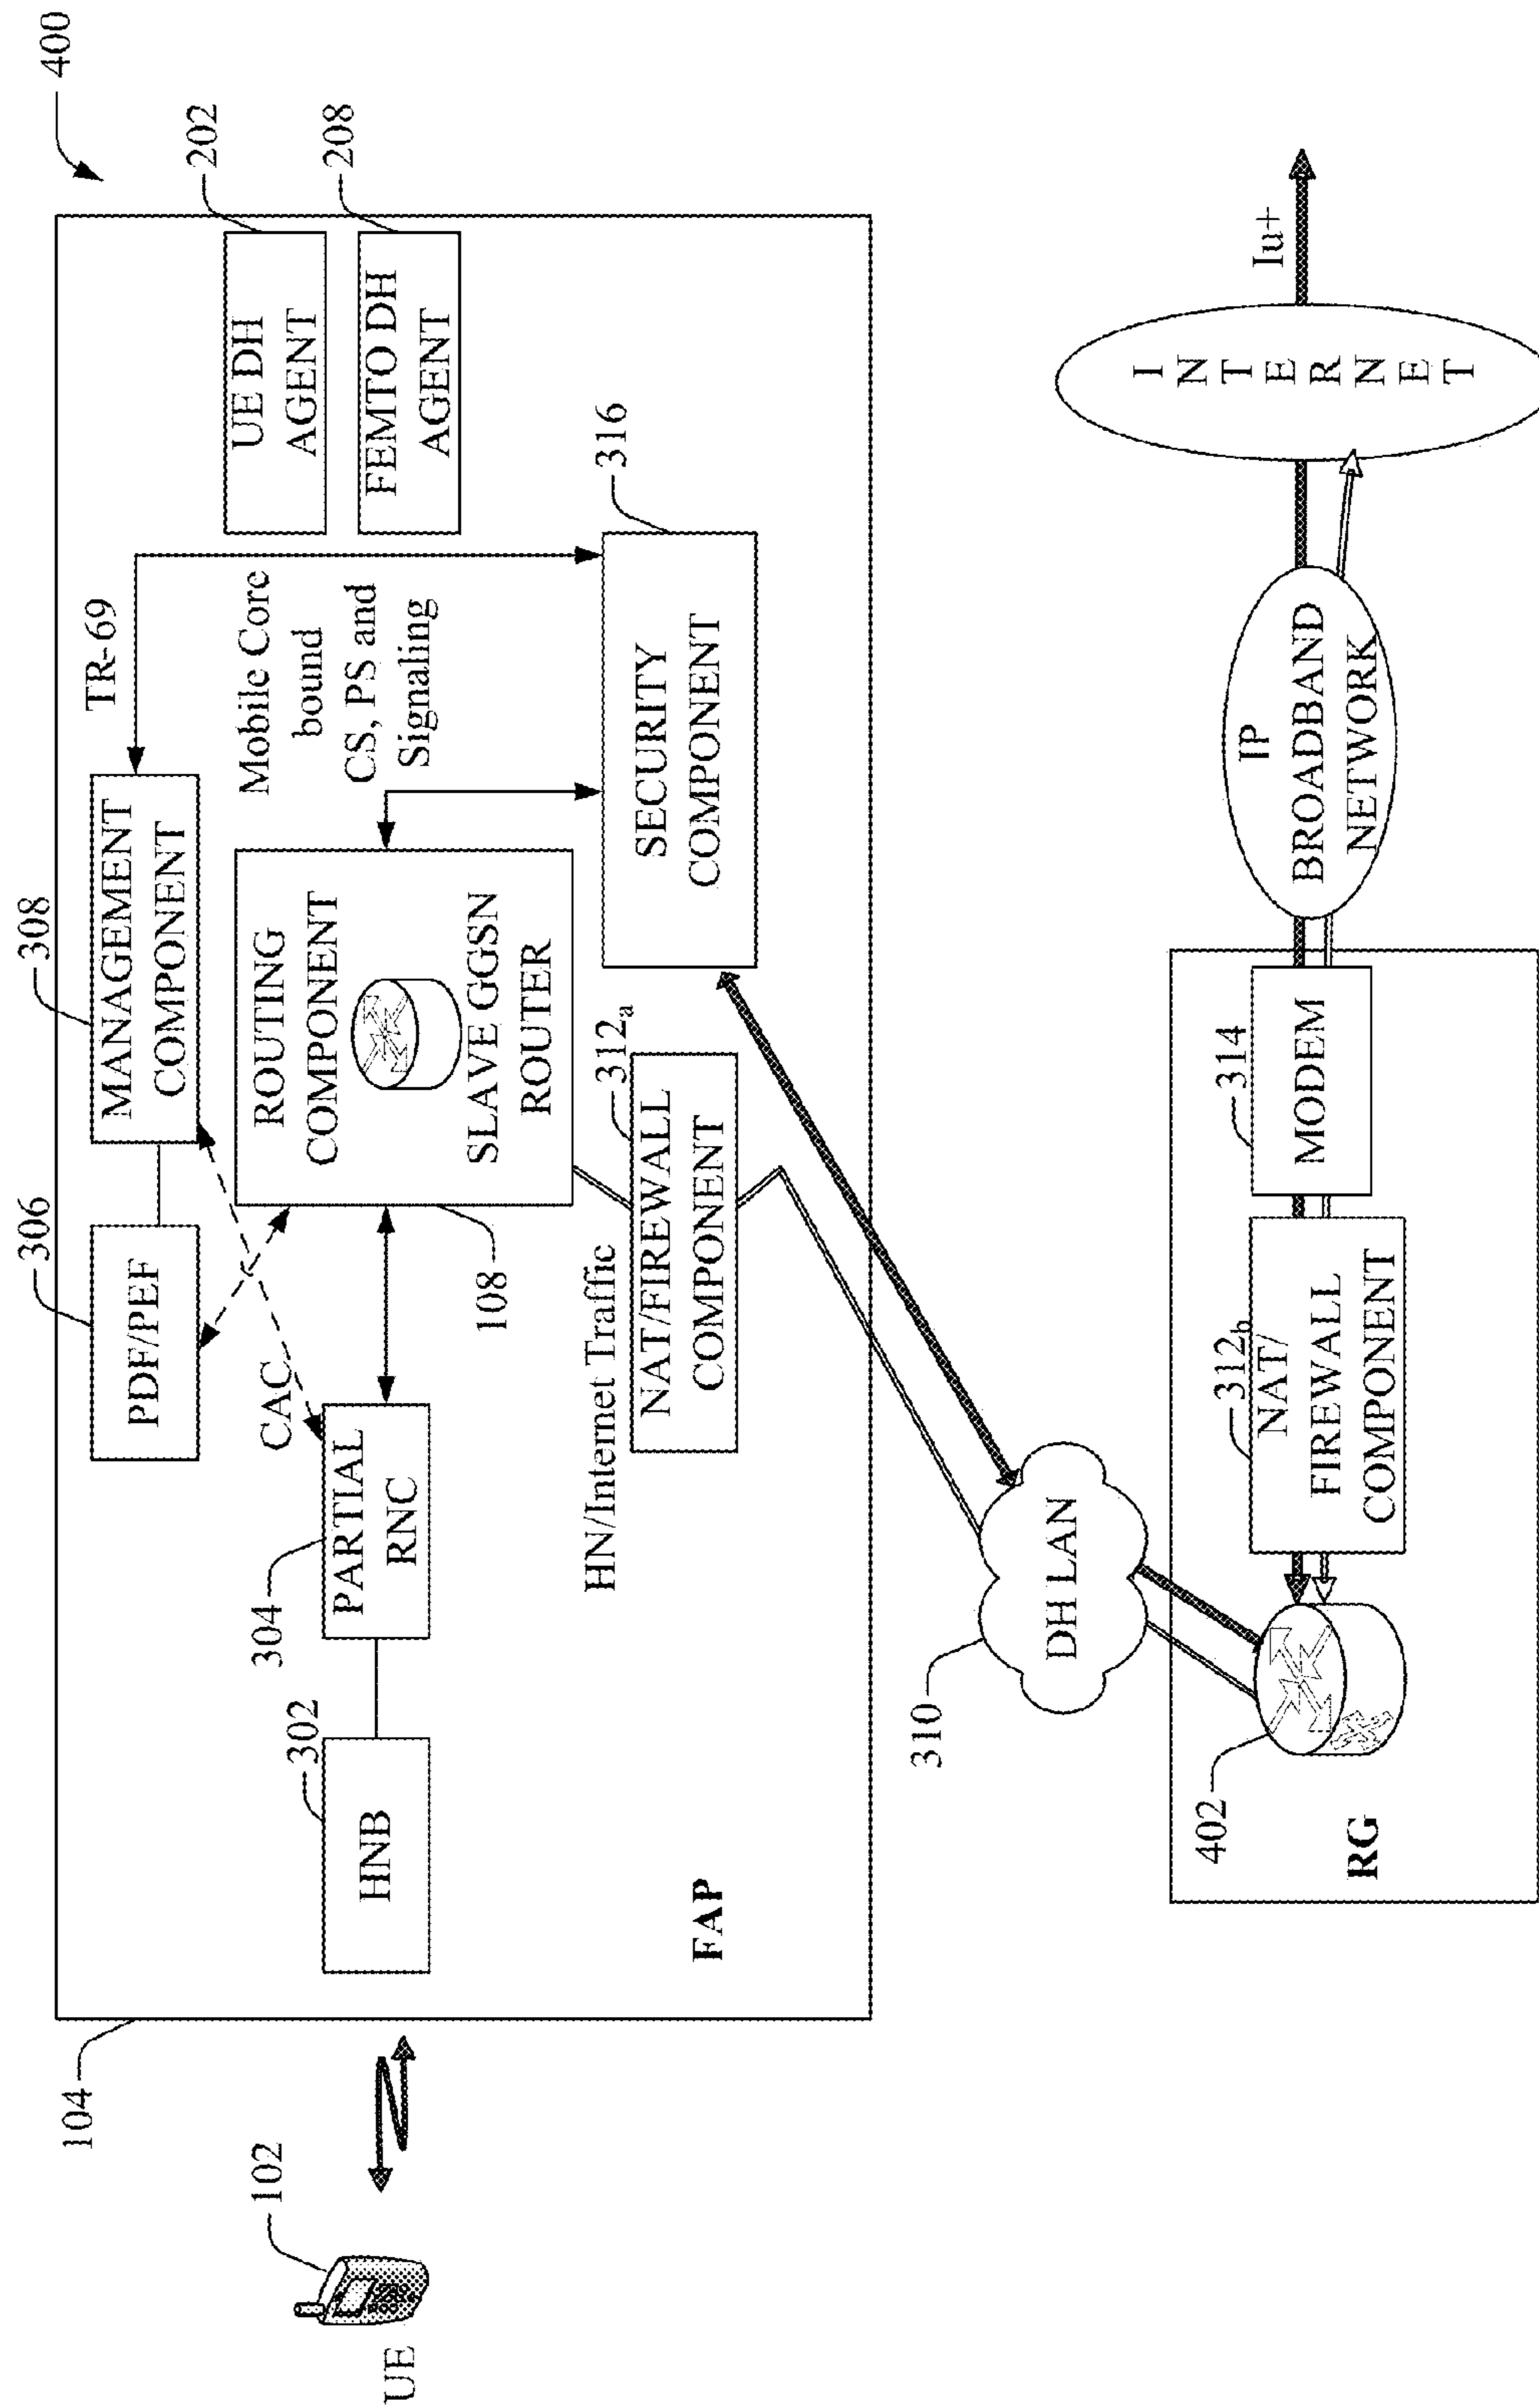 400
104
306
308
202
PDF/PEF
MANAGEMENT
COMPONENT
TR-69
UE DH
AGENT
208
FEMTO DH
AGENT
CAC
Mobile Core
bound
CS, PS and
Signaling
102
UE
302
HNB
304
PARTIAL
RNC
ROUTING
COMPONENT
SLAVE GGSN
ROUTER
108
316
SECURITY
COMPONENT
HN/Internet Traffic
312a
NAT/FIREWALL
COMPONENT
FAP
310
DH LAN
402
RG
312b
NAT/
FIREWALL
COMPONENT
314
MODEM
IP
BROADBAND
NETWORK
INTERNET
Iu+